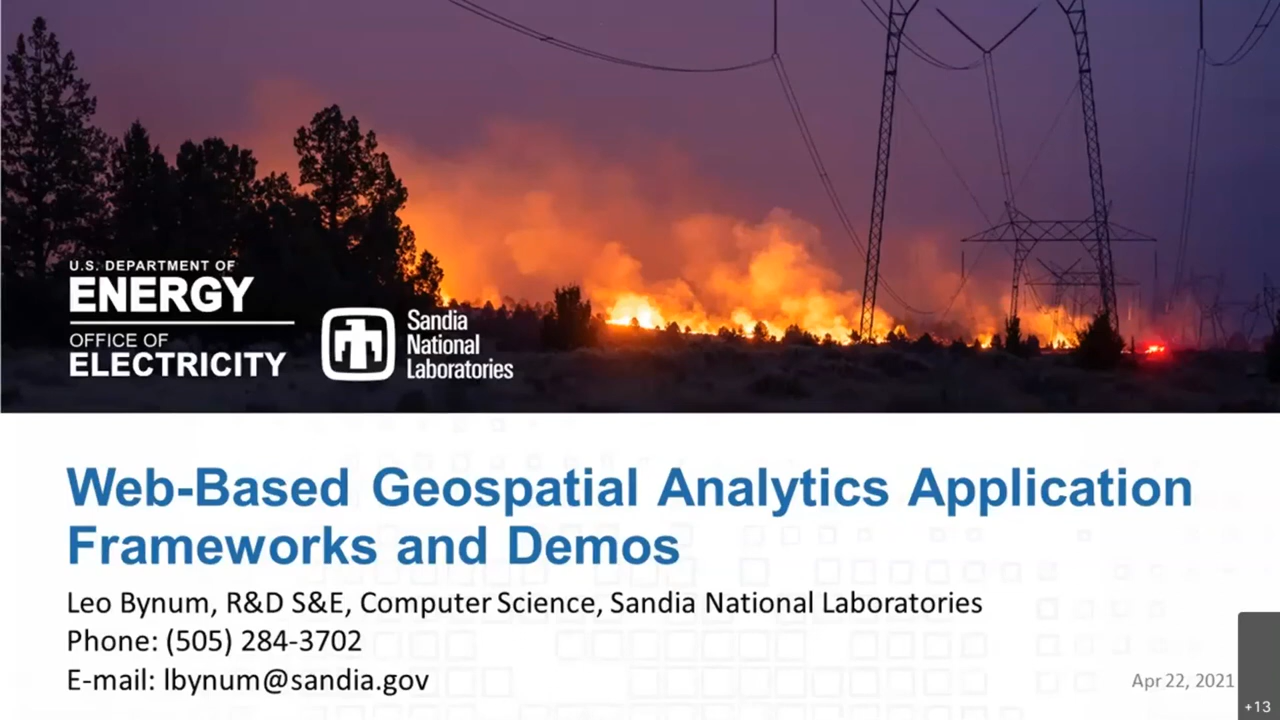 U.S. DEPARTMENT OF
ENERGY
OFFICE OF
ELECTRICITY
Sandia
National
Laboratories
Web-Based Geospatial Analytics Application
Frameworks and Demos
Leo Bynum, R&D S&E, Computer Science, Sandia National Laboratories
Phone: (505) 284-3702
E-mail: lbynum@sandia.gov
Apr 22, 2021
+13